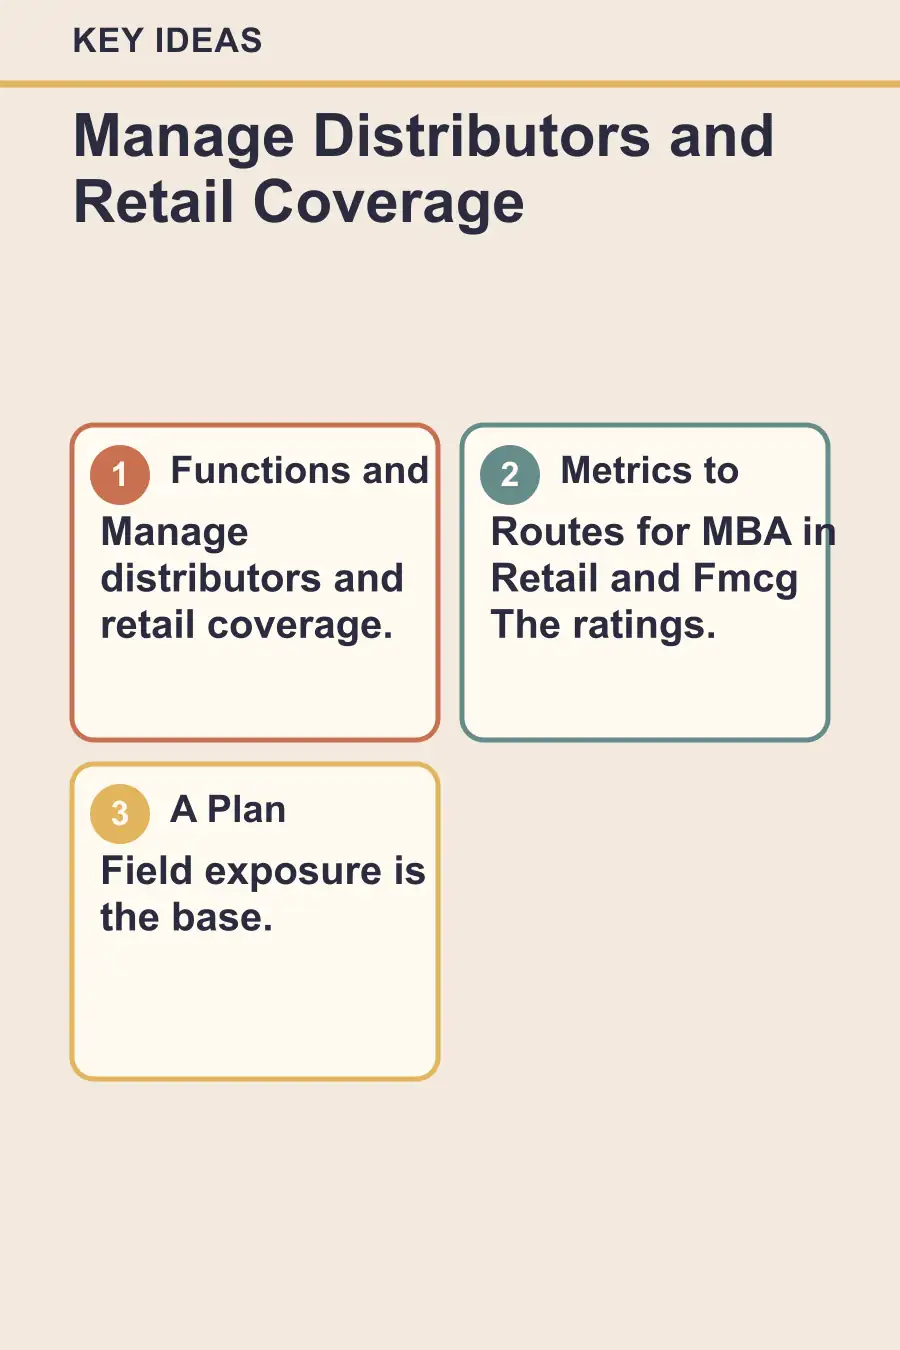 KEY IDEAS
Manage Distributors and
Retail Coverage
1 Functions and
Manage
distributors and
retail coverage.
2 Metrics to
Routes for MBA in
Retail and Fmcg
The ratings.
3 A Plan
Field exposure is
the base.